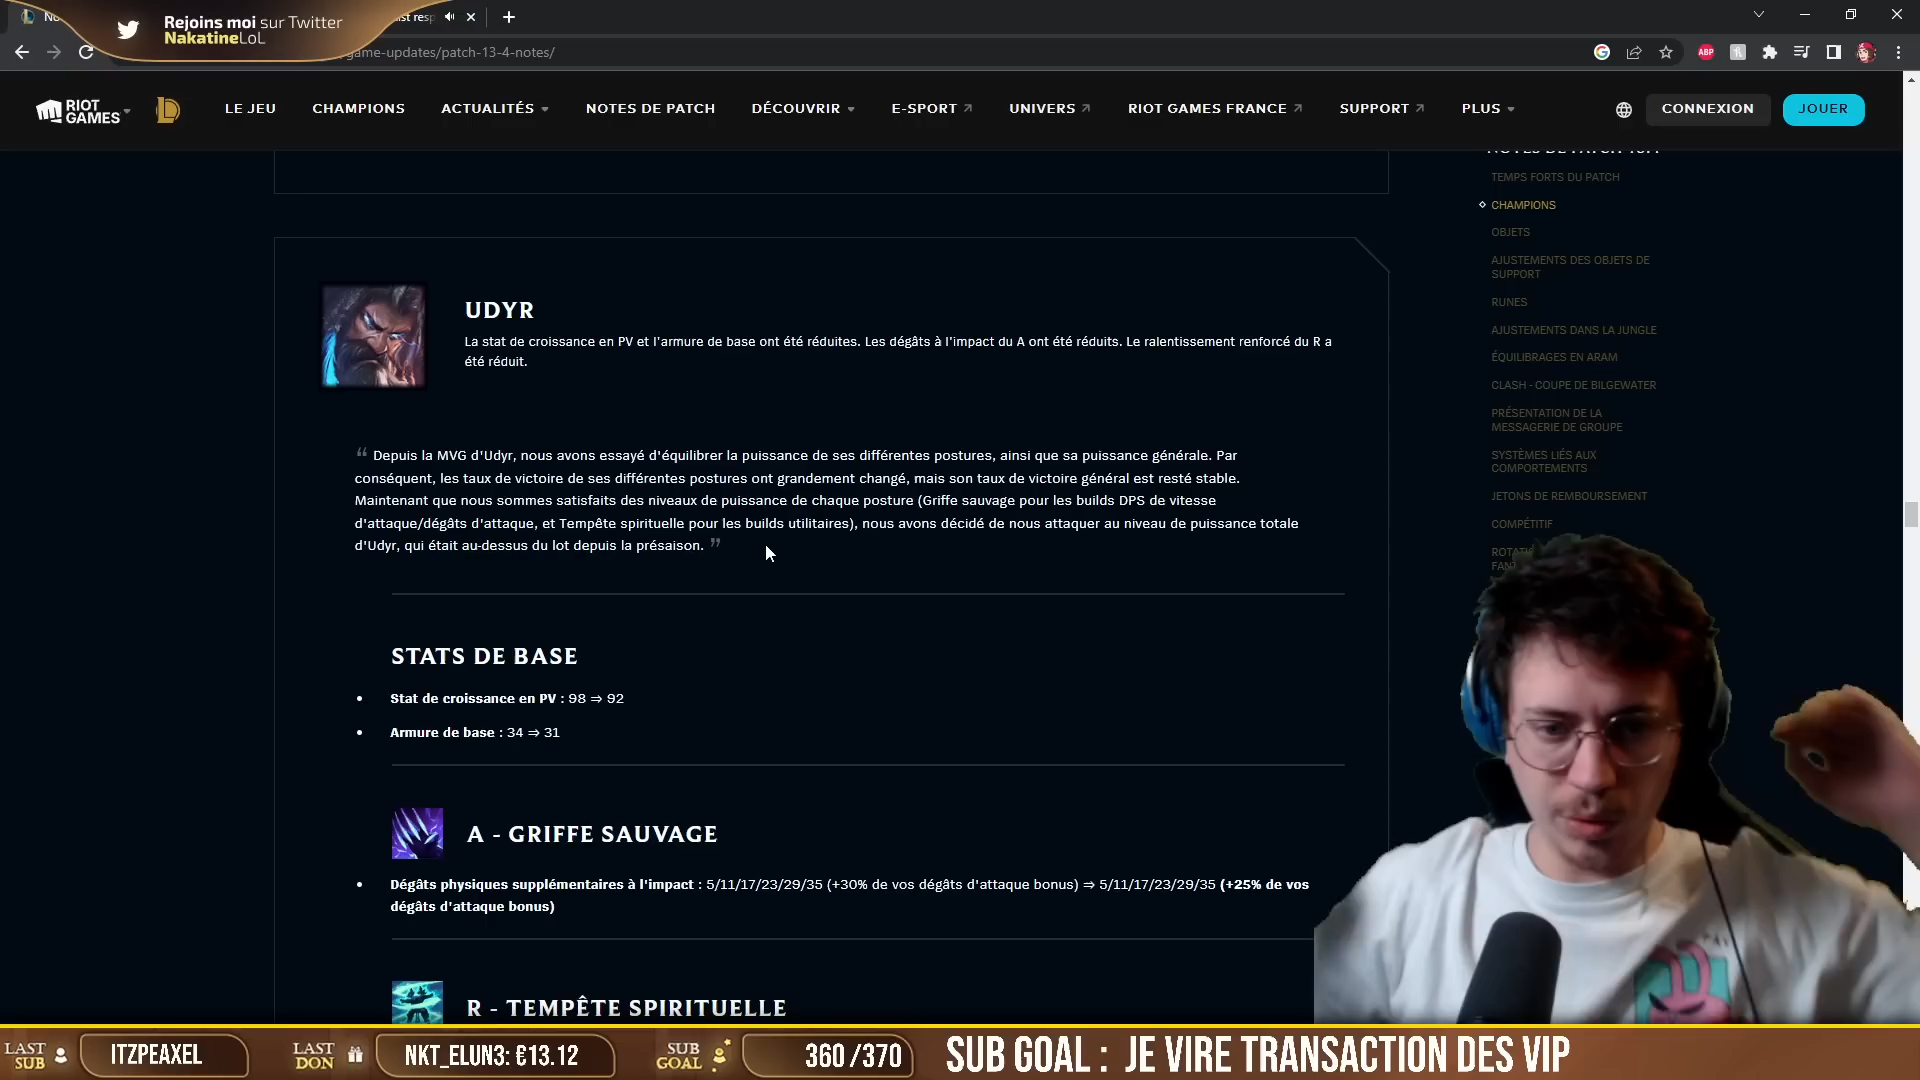 Rejoins moi sur Twitter
NakatineLoL
game-updates/patch-13-4-notes/
ABP
RIOT GAMES
LE JEU
CHAMPIONS
ACTUALITÉS
NOTES DE PATCH
DÉCOUVRIR
E-SPORT
UNIVERS
RIOT GAMES FRANCE
SUPPORT
PLUS
CONNEXION
JOUER
TEMPS FORTS DU PATCH
CHAMPIONS
OBJETS
AJUSTEMENTS DES OBJETS DE
SUPPORT
RUNES
AJUSTEMENTS DANS LA JUNGLE
ÉQUILIBRAGES EN ARAM
CLASH - COUPE DE BILGEWATER
PRÉSENTATION DE LA
MESSAGERIE DE GROUPE
SYSTÈMES LIÉS AUX
COMPORTEMENTS
JETONS DE REMBOURSEMENT
COMPÉTITIF
UDYR
La stat de croissance en PV et l'armure de base ont été réduites. Les dégâts à l'impact du A ont été réduits. Le ralentissement renforcé du R a
été réduit.
“ Depuis la MVG d'Udyr, nous avons essayé d'équilibrer la puissance de ses différentes postures, ainsi que sa puissance générale. Par
conséquent, les taux de victoire de ses différentes postures ont grandement changé, mais son taux de victoire général est resté stable.
Maintenant que nous sommes satisfaits des niveaux de puissance de chaque posture (Griffe sauvage pour les builds DPS de vitesse
d'attaque/dégâts d'attaque, et Tempête spirituelle pour les builds utilitaires), nous avons décidé de nous attaquer au niveau de puissance totale
d'Udyr, qui était au-dessus du lot depuis la présaison. ”
STATS DE BASE
• Stat de croissance en PV : 98 ⇒ 92
• Armure de base : 34 ⇒ 31
A - GRIFFE SAUVAGE
• Dégâts physiques supplémentaires à l'impact : 5/11/17/23/29/35 (+30% de vos dégâts d'attaque bonus) ⇒ 5/11/17/23/29/35 (+25% de vos
dégâts d'attaque bonus)
R - TEMPÊTE SPIRITUELLE
LAST SUB
ITZPEAXEL
LAST DON
NKT_ELUN3: €13.12
SUB GOAL
360 /370
SUB GOAL : JE VIRE TRANSACTION DES VIP